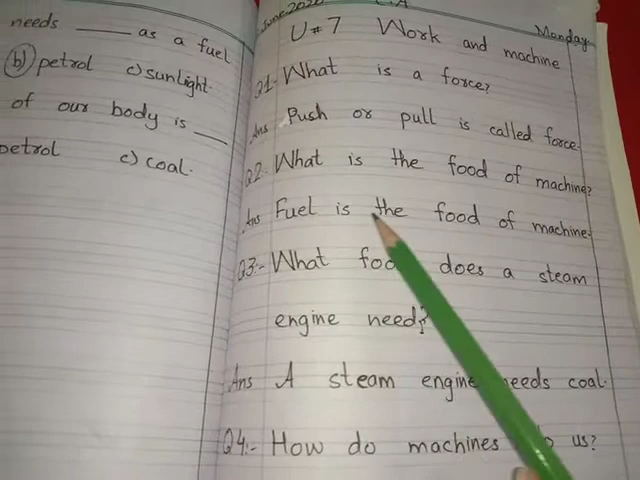 needs ____ as a fuel
b) petrol c) sunlight.
of our body is __
petrol c) coal.
June 2020
Monday
U#7 Work and machine
Q1:- What is a force?
Ans Push or pull is called force.
Q2:- What is the food of machine?
Ans Fuel is the food of machine.
Q3:- What food does a steam
engine need?
Ans A steam engine needs coal.
Q4:- How do machines us?